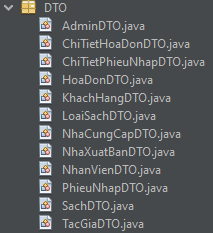 DTO
AdminDTO.java
ChiTietHoaDonDTO.java
ChiTietPhieuNhapDTO.java
HoaDonDTO.java
KhachHangDTO.java
LoaiSachDTO.java
NhaCungCapDTO.java
NhaXuatBanDTO.java
NhanVienDTO.java
PhieuNhapDTO.java
SachDTO.java
TacGiaDTO.java